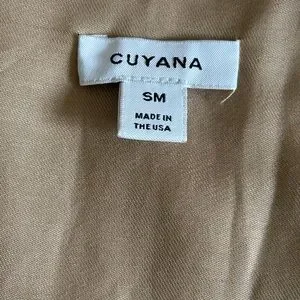 CUYANA
SM
MADE IN
THE USA